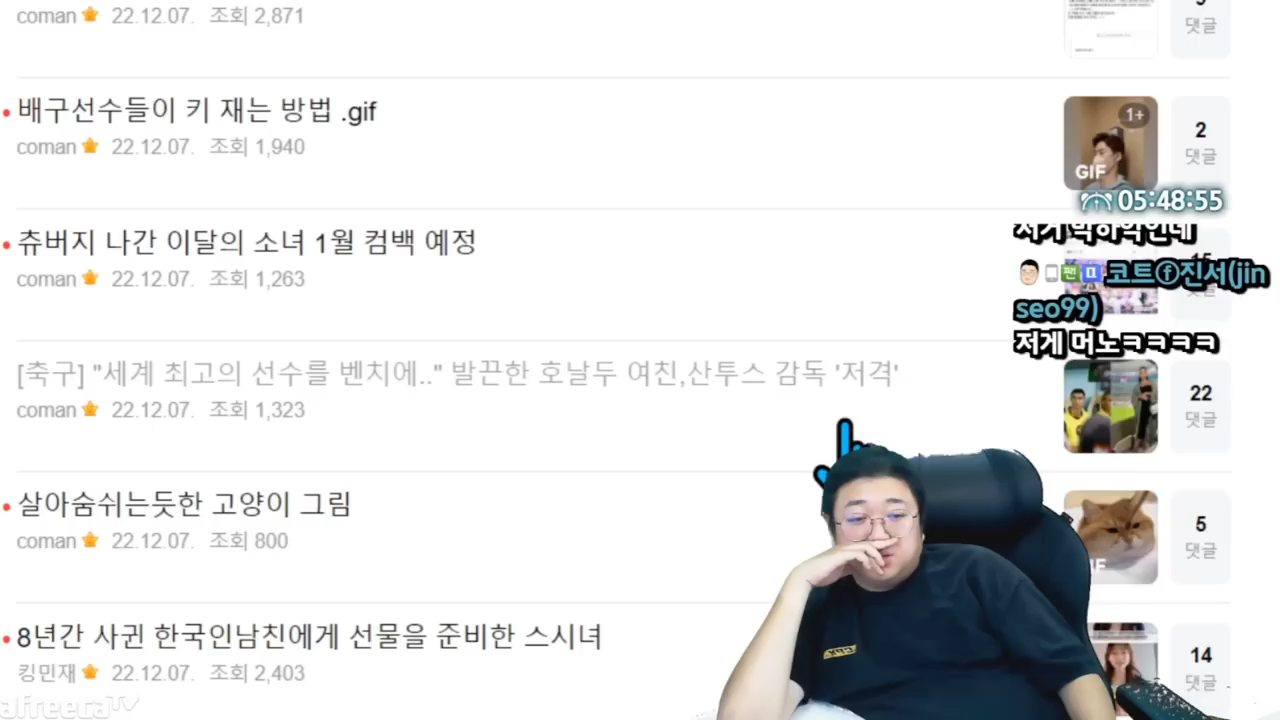 coman 22.12.07. 조회 2,871
댓글
배구선수들이 키 재는 방법 .gif
coman 22.12.07. 조회 1,940
1+
GIF
2
댓글
05:48:55
츄버지 나간 이달의 소녀 1월 컴백 예정
coman 22.12.07. 조회 1,263
팬
코트ⓕ진서(jin
seo99)
저게 머노ㅋㅋㅋㅋ
[축구] "세계 최고의 선수를 벤치에.." 발끈한 호날두 여친,산투스 감독 '저격'
coman 22.12.07. 조회 1,323
22
댓글
살아숨쉬는듯한 고양이 그림
coman 22.12.07. 조회 800
5
댓글
8년간 사귄 한국인남친에게 선물을 준비한 스시녀
킹민재 22.12.07. 조회 2,403
14
댓글
afreecaTV